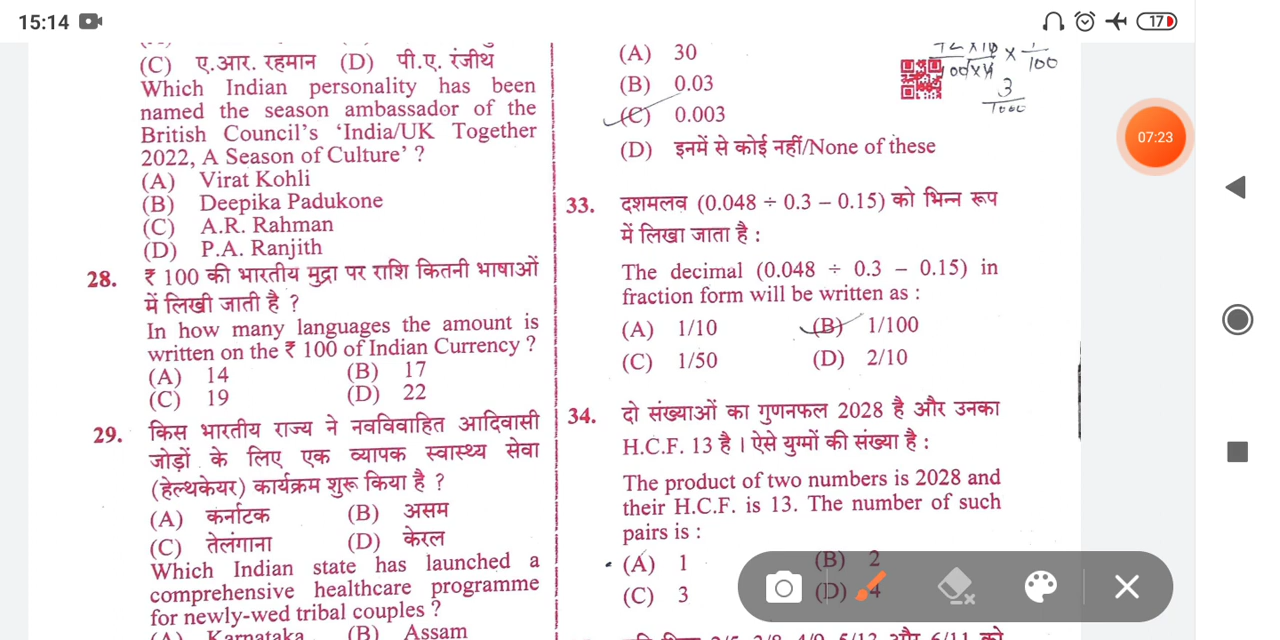 15:14
17
(C) ए.आर. रहमान (D) पी.ए. रंजीथ
Which Indian personality has been
named the season ambassador of the
British Council's 'India/UK Together
2022, A Season of Culture' ?
(A) Virat Kohli
(B) Deepika Padukone
(C) A.R. Rahman
(D) P.A. Ranjith
28. ₹ 100 की भारतीय मुद्रा पर राशि कितनी भाषाओं
में लिखी जाती है ?
In how many languages the amount is
written on the ₹ 100 of Indian Currency ?
(A) 14 (B) 17
(C) 19 (D) 22
29. किस भारतीय राज्य ने नवविवाहित आदिवासी
जोड़ों के लिए एक व्यापक स्वास्थ्य सेवा
(हेल्थकेयर) कार्यक्रम शुरू किया है ?
(A) कर्नाटक (B) असम
(C) तेलंगाना (D) केरल
Which Indian state has launched a
comprehensive healthcare programme
for newly-wed tribal couples ?
(A) Karnataka (B) Assam
(A) 30
(B) 0.03
(C) 0.003
(D) इनमें से कोई नहीं/None of these
× 1/100
3/1000
33. दशमलव (0.048 ÷ 0.3 – 0.15) को भिन्न रूप
में लिखा जाता है :
The decimal (0.048 ÷ 0.3 – 0.15) in
fraction form will be written as :
(A) 1/10 (B) 1/100
(C) 1/50 (D) 2/10
34. दो संख्याओं का गुणनफल 2028 है और उनका
H.C.F. 13 है। ऐसे युग्मों की संख्या है :
The product of two numbers is 2028 and
their H.C.F. is 13. The number of such
pairs is :
(A) 1 (B) 2
(C) 3 (D) 4
07:23